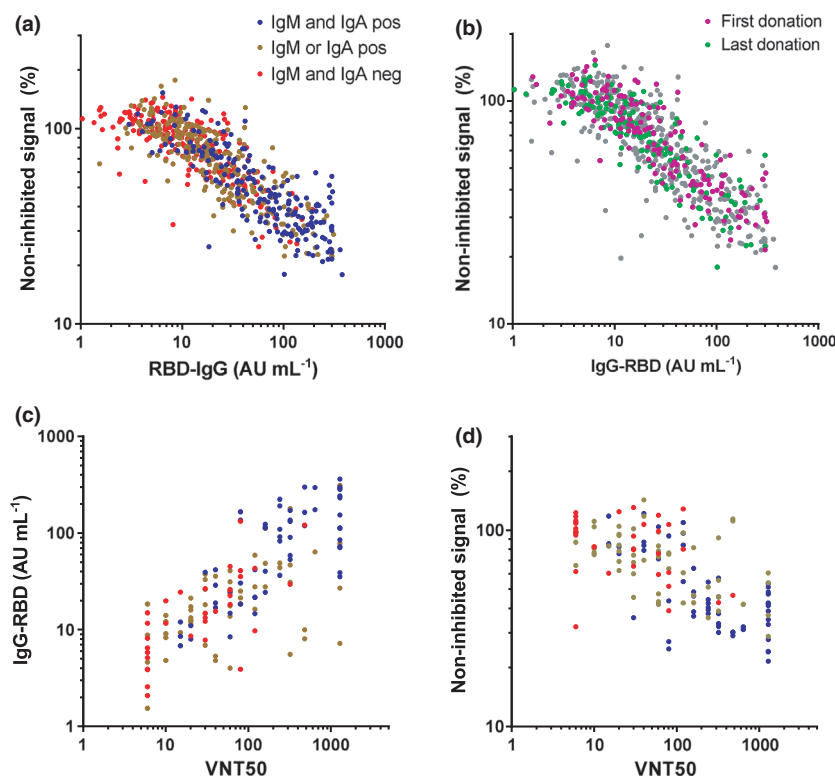 (a)
IgM and IgA pos
IgM or IgA pos
IgM and IgA neg
Non-inhibited signal (%)
100
10
1
10
100
1000
RBD-IgG (AU mL⁻¹)
(b)
First donation
Last donation
Non-inhibited signal (%)
100
10
1
10
100
1000
IgG-RBD (AU mL⁻¹)
(c)
IgG-RBD (AU mL⁻¹)
1000
100
10
1
1
10
100
1000
VNT50
(d)
Non-inhibited signal (%)
100
10
1
10
100
1000
VNT50